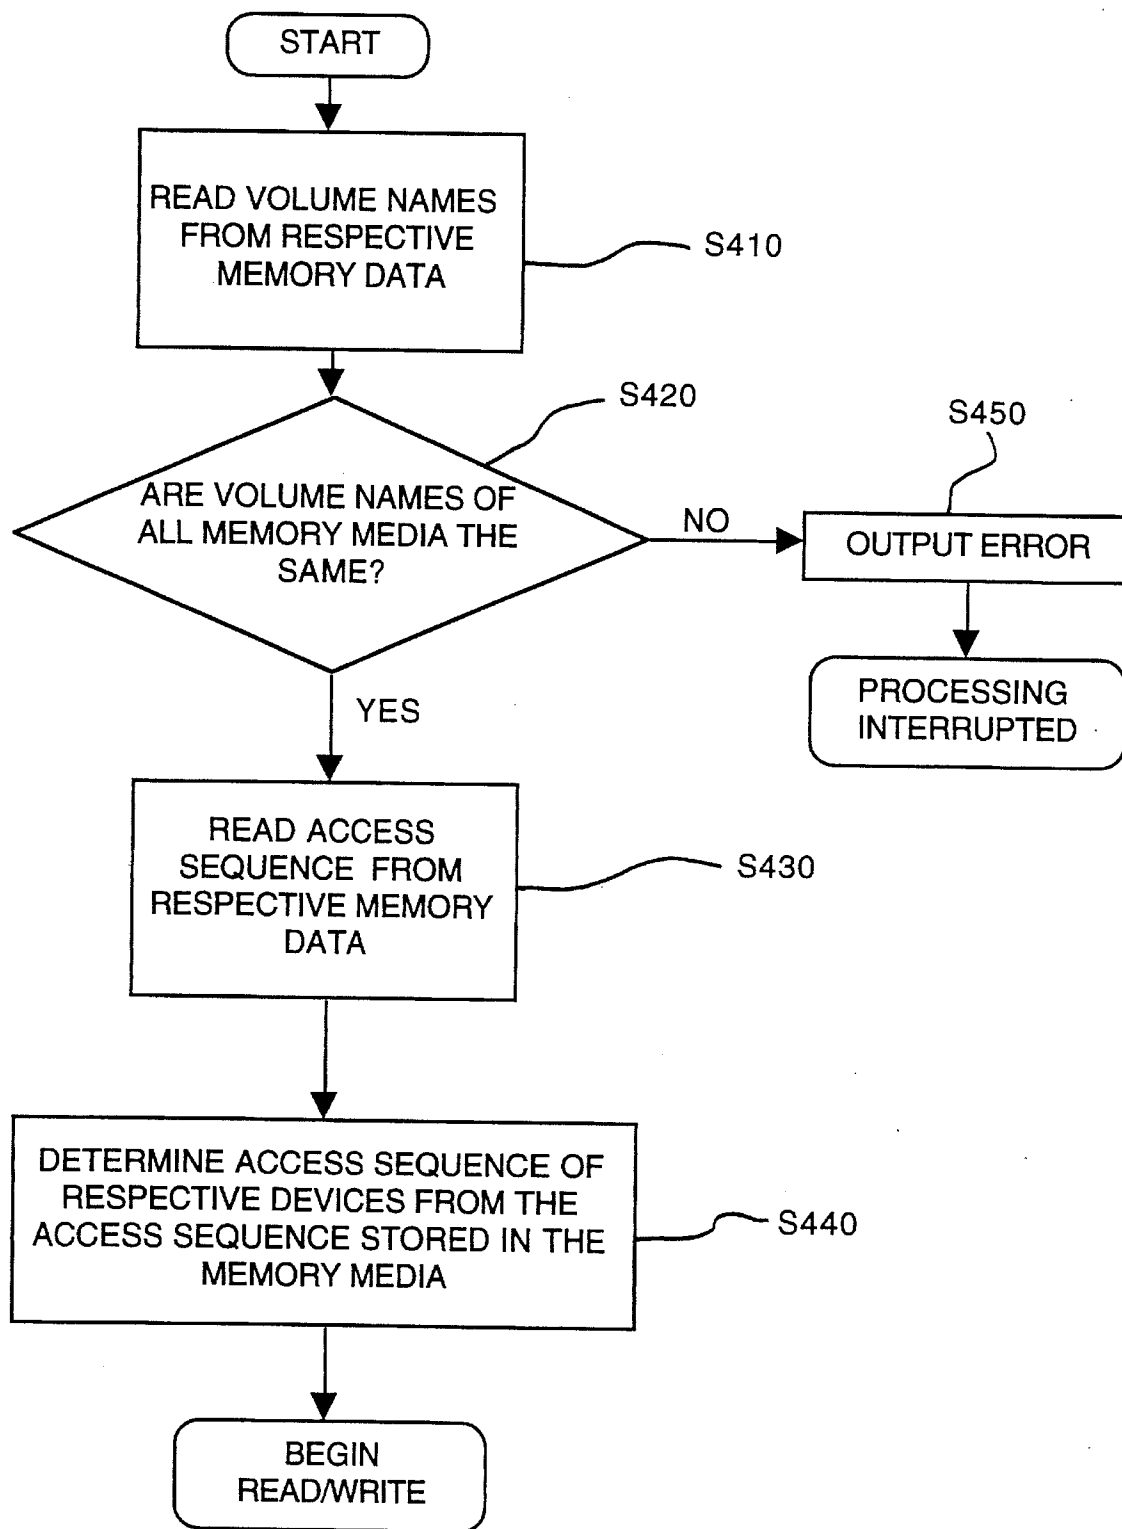 START
READ VOLUME NAMES
FROM RESPECTIVE
MEMORY DATA
S410
S420
ARE VOLUME NAMES OF
ALL MEMORY MEDIA THE
SAME?
NO
S450
OUTPUT ERROR
PROCESSING
INTERRUPTED
YES
READ ACCESS
SEQUENCE FROM
RESPECTIVE MEMORY
DATA
S430
DETERMINE ACCESS SEQUENCE OF
RESPECTIVE DEVICES FROM THE
ACCESS SEQUENCE STORED IN THE
MEMORY MEDIA
S440
BEGIN
READ/WRITE